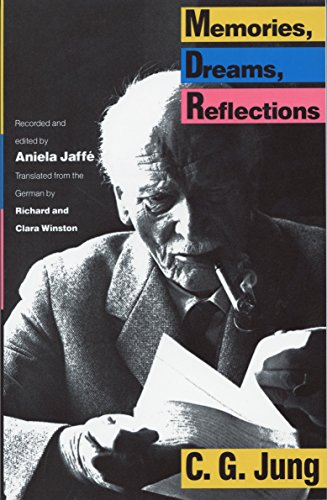 Memories,
Dreams,
Reflections
Recorded and
edited by
Aniela Jaffé
Translated from the
German by
Richard and
Clara Winston
C. G. Jung